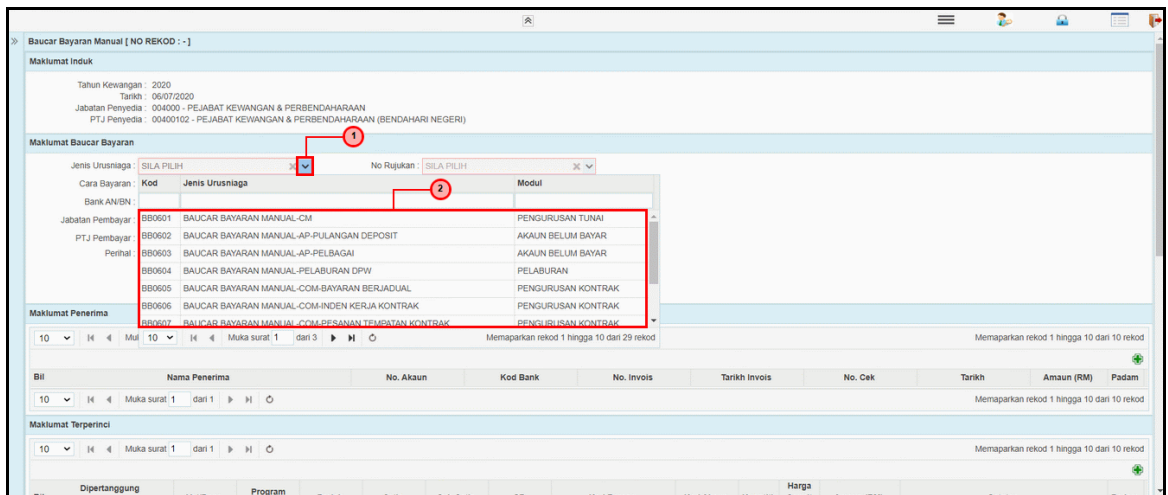 Baucar Bayaran Manual [ NO REKOD : - ]
Maklumat Induk
Tahun Kewangan : 2020
Tarikh : 06/07/2020
Jabatan Penyedia : 004000 - PEJABAT KEWANGAN & PERBENDAHARAAN
PTJ Penyedia : 00400102 - PEJABAT KEWANGAN & PERBENDAHARAAN (BENDAHARI NEGERI)
1
Maklumat Baucar Bayaran
Jenis Urusniaga : SILA PILIH No Rujukan : SILA PILIH
Cara Bayaran : Kod Jenis Urusniaga Modul
2
Bank AN/BN :
Jabatan Pembayar : BB0601 BAUCAR BAYARAN MANUAL-CM PENGURUSAN TUNAI
PTJ Pembayar : BB0602 BAUCAR BAYARAN MANUAL-AP-PULANGAN DEPOSIT AKAUN BELUM BAYAR
Perihal : BB0603 BAUCAR BAYARAN MANUAL-AP-PELBAGAI AKAUN BELUM BAYAR
BB0604 BAUCAR BAYARAN MANUAL-PELABURAN DPW PELABURAN
BB0605 BAUCAR BAYARAN MANUAL-COM-BAYARAN BERJADUAL PENGURUSAN KONTRAK
BB0606 BAUCAR BAYARAN MANUAL-COM-INDEN KERJA KONTRAK PENGURUSAN KONTRAK
Maklumat Penerima
BB0607 BAUCAR BAYARAN MANUAL-COM-PESANAN TEMPATAN KONTRAK PENGURUSAN KONTRAK
10 Mul 10 Muka surat 1 dari 3 Memaparkan rekod 1 hingga 10 dari 29 rekod Memaparkan rekod 1 hingga 10 dari 10 rekod
Bil Nama Penerima No. Akaun Kod Bank No. Invois Tarikh Invois No. Cek Tarikh Amaun (RM) Padam
10 Muka surat 1 dari 1 Memaparkan rekod 1 hingga 10 dari 10 rekod
Maklumat Terperinci
10 Muka surat 1 dari 1 Memaparkan rekod 1 hingga 10 dari 10 rekod
Dipertanggung Program Harga